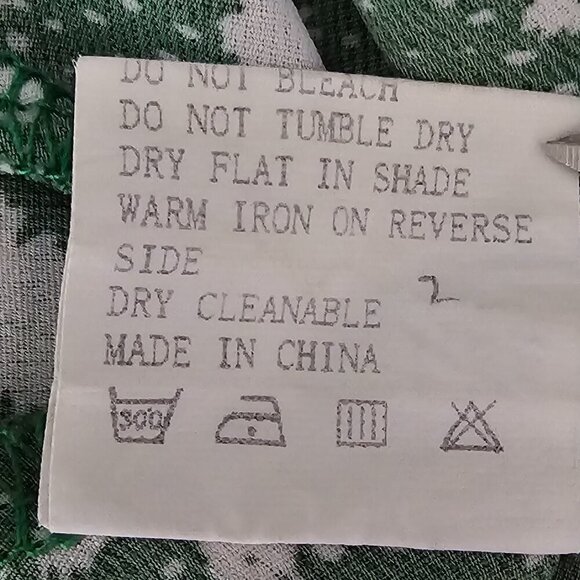 DO NOT BLEACH
DO NOT TUMBLE DRY
DRY FLAT IN SHADE
WARM IRON ON REVERSE
SIDE
2
DRY CLEANABLE
MADE IN CHINA